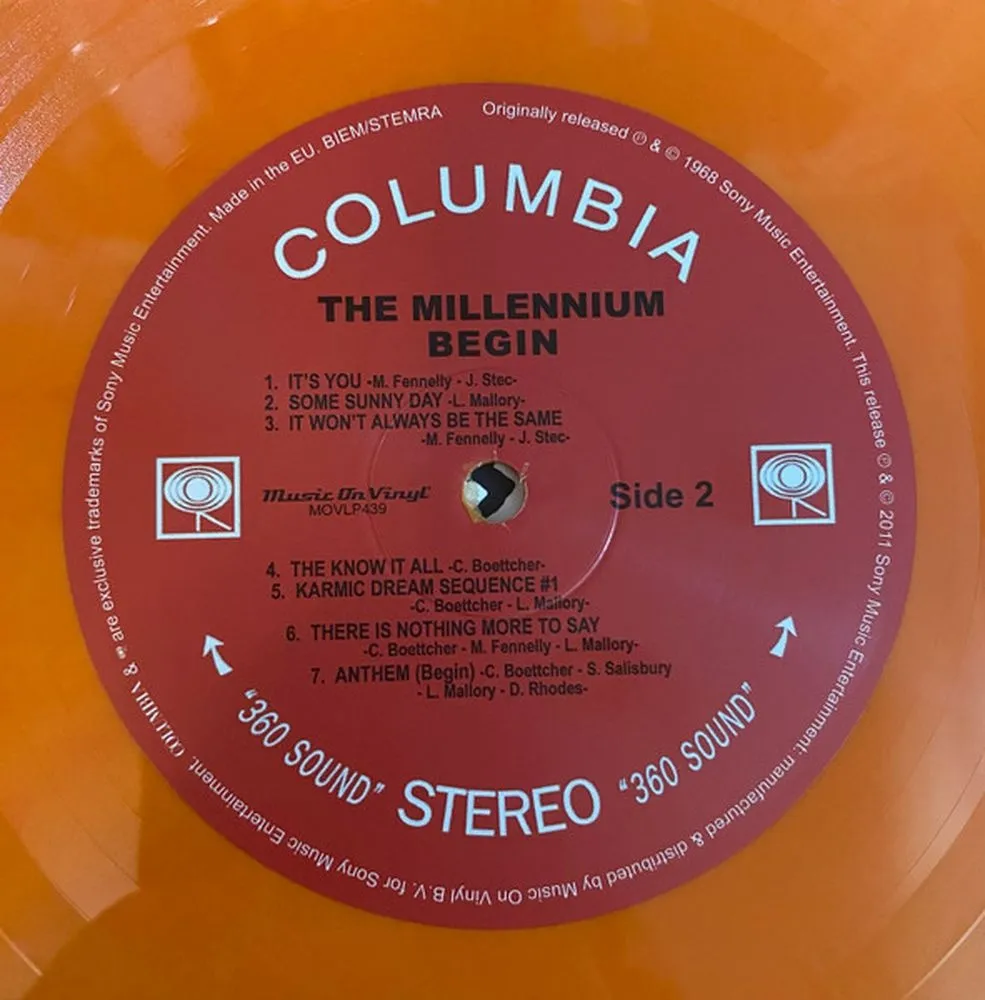 Originally released ℗ & © 1968 Sony Music Entertainment. This release ℗ & © 2011 Sony Music Entertainment: manufactured & distributed by Music On Vinyl B.V. for Sony Music Entertainment. COLUMBIA & are exclusive trademarks of Sony Music Entertainment. Made in the EU. BIEM/STEMRA
COLUMBIA
THE MILLENNIUM
BEGIN
1. IT'S YOU -M. Fennelly - J. Stec-
2. SOME SUNNY DAY -L. Mallory-
3. IT WON'T ALWAYS BE THE SAME
-M. Fennelly - J. Stec-
Music On Vinyl
MOVLP439
Side 2
4. THE KNOW IT ALL -C. Boettcher-
5. KARMIC DREAM SEQUENCE #1
-C. Boettcher - L. Mallory-
6. THERE IS NOTHING MORE TO SAY
-C. Boettcher - M. Fennelly - L. Mallory-
7. ANTHEM (Begin) -C. Boettcher - S. Salisbury
- L. Mallory - D. Rhodes-
"360 SOUND" STEREO "360 SOUND"